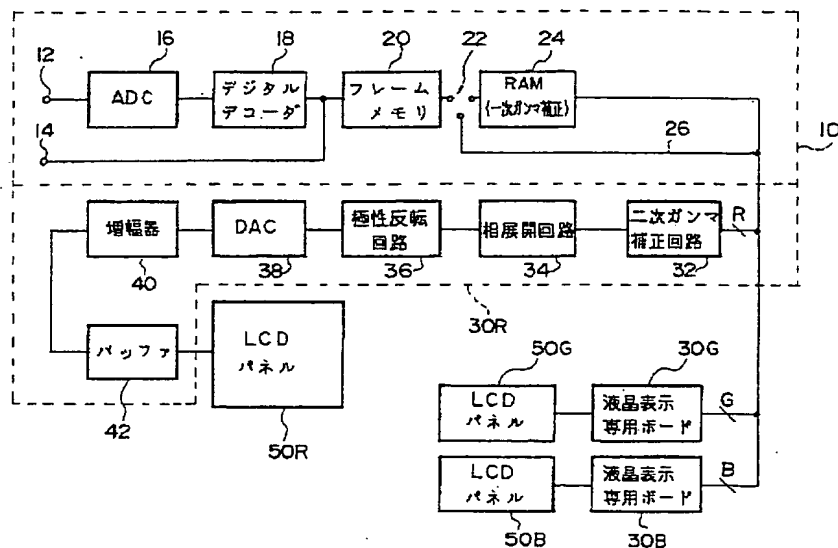 12
16
18
20
22
24
ADC
デジタル
デコーダ
フレーム
メモリ
RAM
(一次ガンマ補正)
14
26
10
増幅器
DAC
極性反転
回路
相展開回路
二次ガンマ
補正回路
R
40
38
36
34
32
30R
バッファ
LCD
パネル
42
50R
50G
30G
LCD
パネル
液晶表示
専用ボード
G
LCD
パネル
液晶表示
専用ボード
B
50B
30B